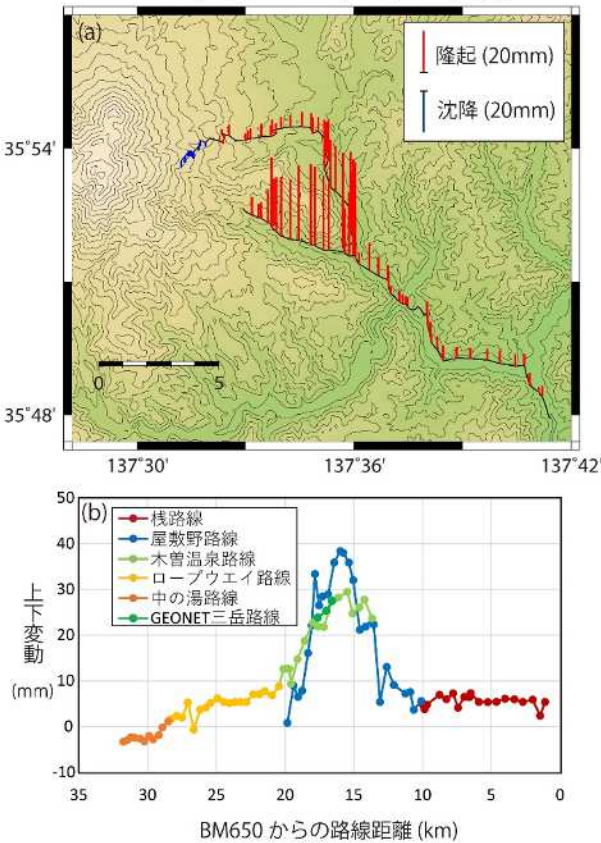 (a)
隆起 (20mm)
沈降 (20mm)
35°54'
35°48'
0 5
137°30' 137°36' 137°42'
(b)
桟路線
屋敷野路線
木曽温泉路線
ロープウエイ路線
中の湯路線
GEONET三岳路線
上下変動
(mm)
50
40
30
20
10
0
-10
35 30 25 20 15 10 5 0
BM650 からの路線距離 (km)